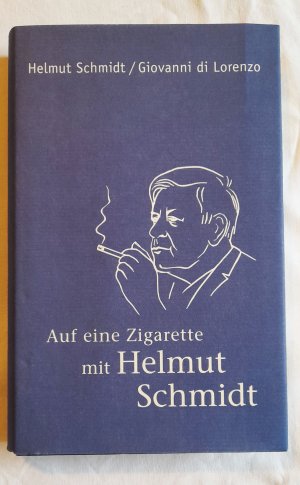 Helmut Schmidt/Giovanni di Lorenzo
Auf eine Zigarette
mit Helmut
Schmidt